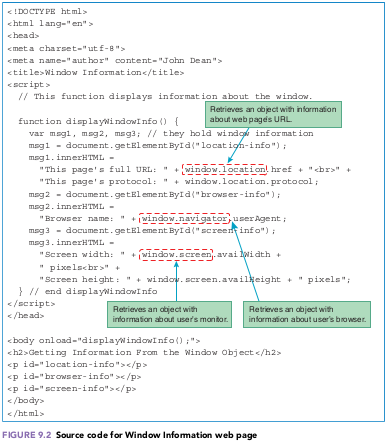 <!DOCTYPE html>
<html lang="en">
<head>
<meta charset="utf-8">
<meta name="author" content="John Dean">
<title>Window Information</title>
<script>
// This function displays information about the window.
Retrieves an object with information
about web page's URL.
function displayWindowInfo() {
var msg1, msg2, msg3; // they hold window information
msg1 = document.getElementById("location-info");
msg1.innerHTML =
"This page's full URL: " + window.location.href + "<br>" +
"This page's protocol: " + window.location.protocol;
msg2 = document.getElementById("browser-info");
msg2.innerHTML =
"Browser name: " + window.navigator.userAgent;
msg3 = document.getElementById("screen-info");
msg3.innerHTML =
"Screen width: " + window.screen.availWidth +
" pixels<br>" +
"Screen height: " + window.screen.availHeight + " pixels";
} // end displayWindowInfo
</script>
</head>
Retrieves an object with
information about user's monitor.
Retrieves an object with
information about user's browser.
<body onload="displayWindowInfo();">
<h2>Getting Information From the Window Object</h2>
<p id="location-info"></p>
<p id="browser-info"></p>
<p id="screen-info"></p>
</body>
</html>
FIGURE 9.2 Source code for Window Information web page